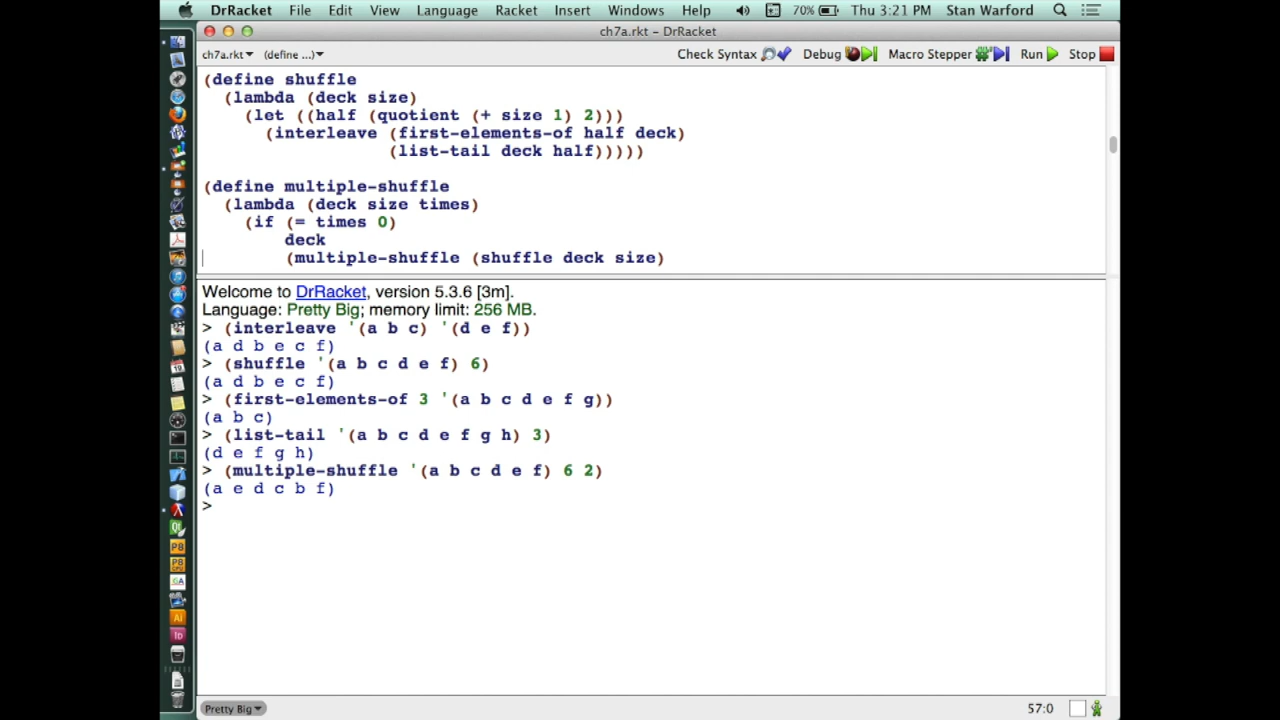 DrRacket File Edit View Language Racket Insert Windows Help 70% Thu 3:21 PM Stan Warford
ch7a.rkt – DrRacket
ch7a.rkt (define ...) Check Syntax Debug Macro Stepper Run Stop
(define shuffle
(lambda (deck size)
(let ((half (quotient (+ size 1) 2)))
(interleave (first-elements-of half deck)
(list-tail deck half)))))
(define multiple-shuffle
(lambda (deck size times)
(if (= times 0)
deck
(multiple-shuffle (shuffle deck size)
Welcome to DrRacket, version 5.3.6 [3m].
Language: Pretty Big; memory limit: 256 MB.
> (interleave '(a b c) '(d e f))
(a d b e c f)
> (shuffle '(a b c d e f) 6)
(a d b e c f)
> (first-elements-of 3 '(a b c d e f g))
(a b c)
> (list-tail '(a b c d e f g h) 3)
(d e f g h)
> (multiple-shuffle '(a b c d e f) 6 2)
(a e d c b f)
>
Pretty Big 57:0